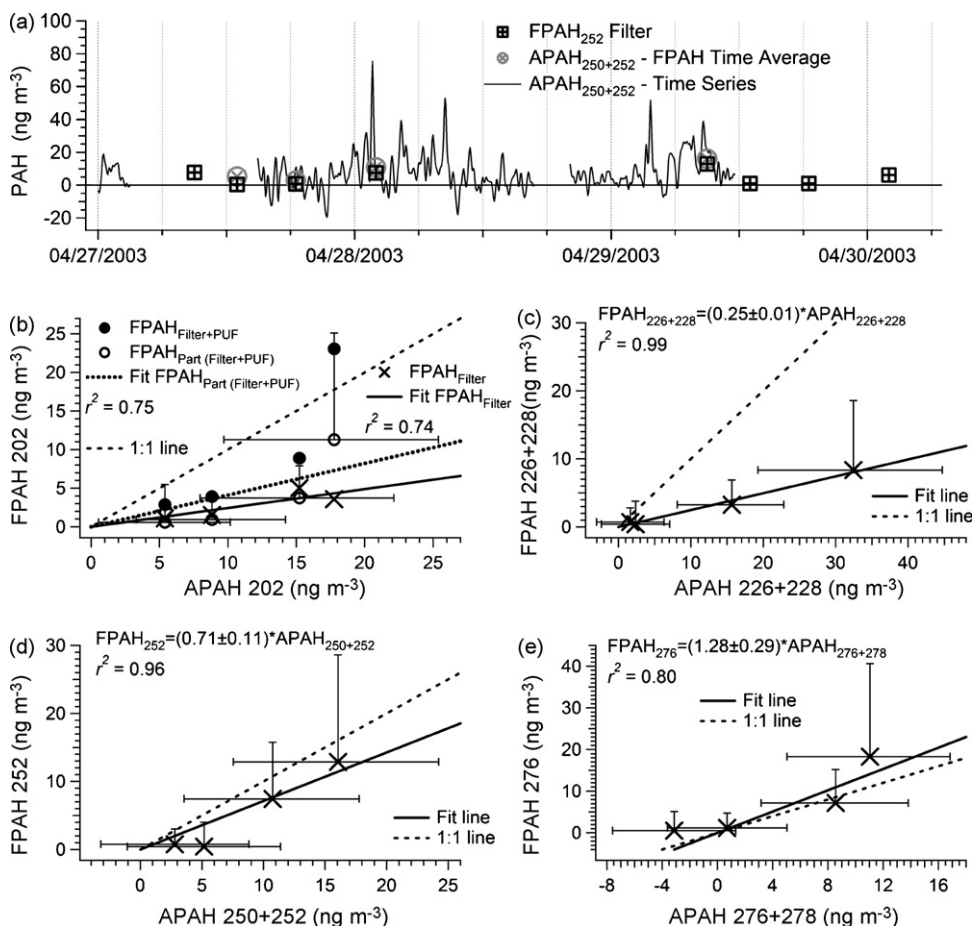 (a)
FPAH252 Filter
APAH250+252 - FPAH Time Average
APAH250+252 - Time Series
PAH (ng m-3)
100
80
60
40
20
0
-20
04/27/2003 04/28/2003 04/29/2003 04/30/2003
(b)
FPAHFilter+PUF
FPAHPart (Filter+PUF)
Fit FPAHPart (Filter+PUF)
r2 = 0.75
1:1 line
FPAHFilter
Fit FPAHFilter
r2 = 0.74
FPAH 202 (ng m-3)
25
20
15
10
5
0
0 5 10 15 20 25
APAH 202 (ng m-3)
(c)
FPAH226+228=(0.25±0.01)*APAH226+228
r2 = 0.99
Fit line
1:1 line
FPAH 226+228(ng m-3)
30
20
10
0
0 10 20 30 40
APAH 226+228 (ng m-3)
(d)
FPAH252=(0.71±0.11)*APAH250+252
r2 = 0.96
Fit line
1:1 line
FPAH 252 (ng m-3)
30
20
10
0
0 5 10 15 20 25
APAH 250+252 (ng m-3)
(e)
FPAH276=(1.28±0.29)*APAH276+278
r2 = 0.80
Fit line
1:1 line
FPAH 276 (ng m-3)
40
30
20
10
0
-8 -4 0 4 8 12 16
APAH 276+278 (ng m-3)